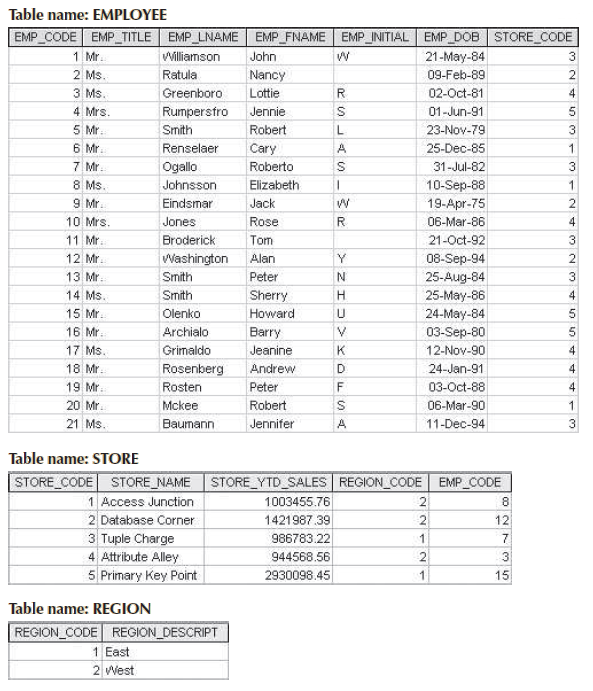 Table name: EMPLOYEE
EMP_CODE EMP_TITLE EMP_LNAME EMP_FNAME EMP_INITIAL EMP_DOB STORE_CODE
1 Mr. Williamson John W 21-May-84 3
2 Ms. Ratula Nancy 09-Feb-89 2
3 Ms. Greenboro Lottie R 02-Oct-81 4
4 Mrs. Rumpersfro Jennie S 01-Jun-91 5
5 Mr. Smith Robert L 23-Nov-79 3
6 Mr. Renselaer Cary A 25-Dec-85 1
7 Mr. Ogallo Roberto S 31-Jul-82 3
8 Ms. Johnsson Elizabeth I 10-Sep-88 1
9 Mr. Eindsmar Jack W 19-Apr-75 2
10 Mrs. Jones Rose R 06-Mar-86 4
11 Mr. Broderick Tom 21-Oct-92 3
12 Mr. Washington Alan Y 08-Sep-94 2
13 Mr. Smith Peter N 25-Aug-84 3
14 Ms. Smith Sherry H 25-May-86 4
15 Mr. Olenko Howard U 24-May-84 5
16 Mr. Archialo Barry V 03-Sep-80 5
17 Ms. Grimaldo Jeanine K 12-Nov-90 4
18 Mr. Rosenberg Andrew D 24-Jan-91 4
19 Mr. Rosten Peter F 03-Oct-88 4
20 Mr. Mckee Robert S 06-Mar-90 1
21 Ms. Baumann Jennifer A 11-Dec-94 3
Table name: STORE
STORE_CODE STORE_NAME STORE_YTD_SALES REGION_CODE EMP_CODE
1 Access Junction 1003455.76 2 8
2 Database Corner 1421987.39 2 12
3 Tuple Charge 986783.22 1 7
4 Attribute Alley 944568.56 2 3
5 Primary Key Point 2930098.45 1 15
Table name: REGION
REGION_CODE REGION_DESCRIPT
1 East
2 West